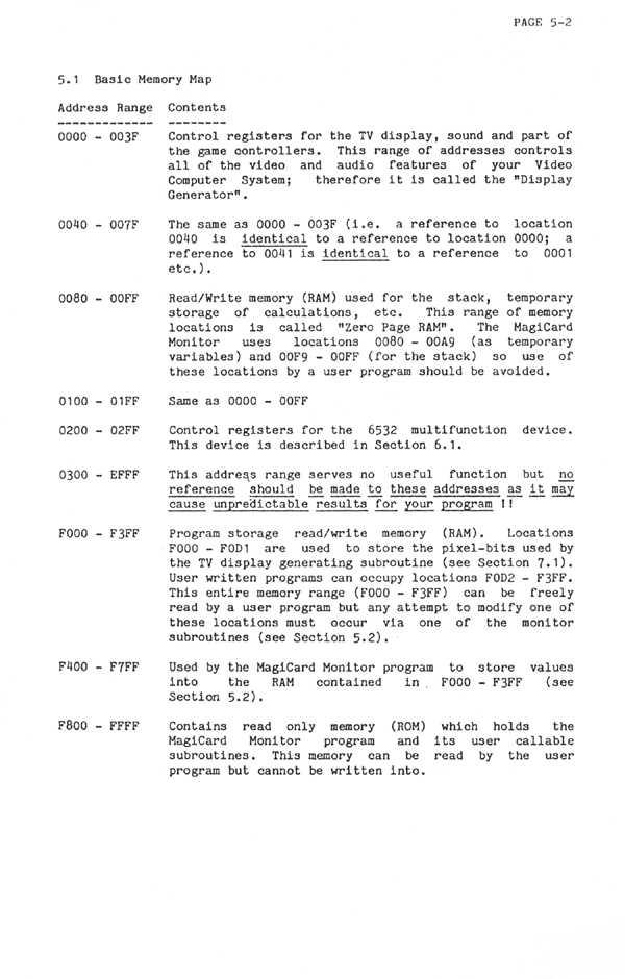 PAGE 5-2
5.1 Basic Memory Map
Address Range Contents
0000 - 003F Control registers for the TV display, sound and part of
the game controllers. This range of addresses controls
all of the video and audio features of your Video
Computer System; therefore it is called the "Display
Generator".
0040 - 007F The same as 0000 - 003F (i.e. a reference to location
0040 is identical to a reference to location 0000; a
reference to 0041 is identical to a reference to 0001
etc.).
0080 - 00FF Read/Write memory (RAM) used for the stack, temporary
storage of calculations, etc. This range of memory
locations is called "Zero Page RAM". The MagiCard
Monitor uses locations 0080 - 00A9 (as temporary
variables) and 00F9 - 00FF (for the stack) so use of
these locations by a user program should be avoided.
0100 - 01FF Same as 0000 - 00FF
0200 - 02FF Control registers for the 6532 multifunction device.
This device is described in Section 6.1.
0300 - EFFF This address range serves no useful function but no
reference should be made to these addresses as it may
cause unpredictable results for your program !!
F000 - F3FF Program storage read/write memory (RAM). Locations
F000 - F0D1 are used to store the pixel-bits used by
the TV display generating subroutine (see Section 7.1).
User written programs can occupy locations F0D2 - F3FF.
This entire memory range (F000 - F3FF) can be freely
read by a user program but any attempt to modify one of
these locations must occur via one of the monitor
subroutines (see Section 5.2).
F400 - F7FF Used by the MagiCard Monitor program to store values
into the RAM contained in F000 - F3FF (see
Section 5.2).
F800 - FFFF Contains read only memory (ROM) which holds the
MagiCard Monitor program and its user callable
subroutines. This memory can be read by the user
program but cannot be written into.